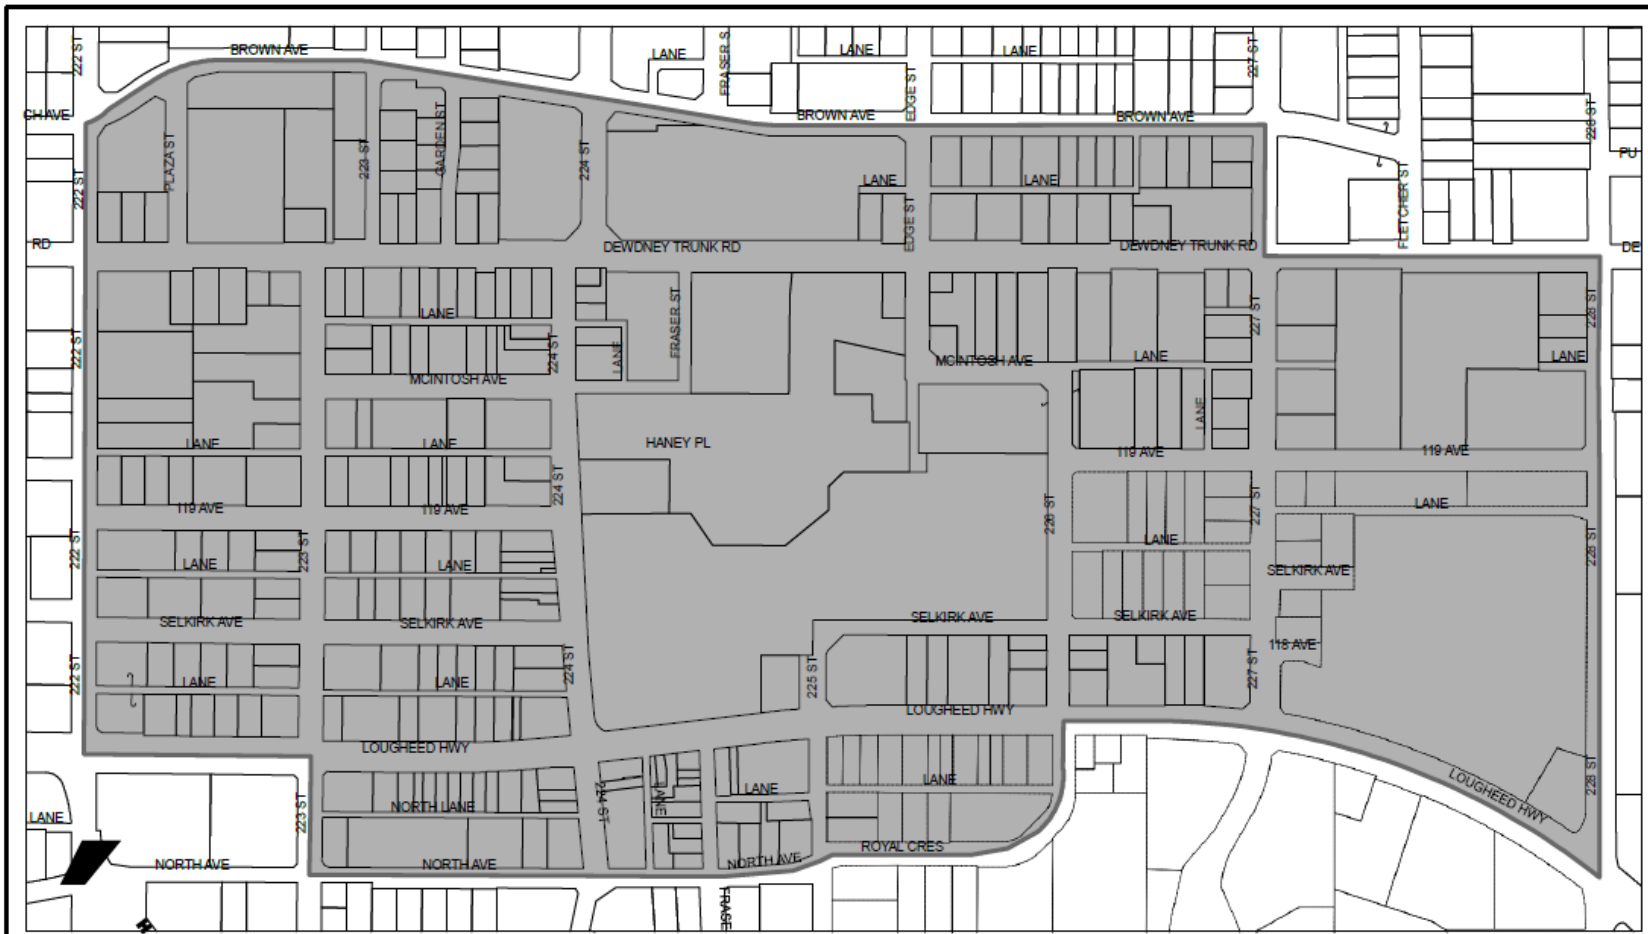 BROWN AVE
LANE
FRASER S
LANE
LANE
222 ST
227 ST
CH AVE
EDGE ST
BROWN AVE
BROWN AVE
228 ST
PLAZA ST
223 ST
GARDEN ST
224 ST
LANE
LANE
PU
222 ST
FLETCHER ST
EDGE ST
RD
DEWDNEY TRUNK RD
DEWDNEY TRUNK RD
DE
LANE
FRASER ST
227 ST
228 ST
222 ST
224 ST
LANE
MCINTOSH AVE
MCINTOSH AVE
LANE
LANE
LANE
LANE
LANE
HANEY PL
119 AVE
119 AVE
224 ST
119 AVE
119 AVE
226 ST
227 ST
LANE
222 ST
223 ST
LANE
LANE
LANE
228 ST
SELKIRK AVE
SELKIRK AVE
SELKIRK AVE
SELKIRK AVE
SELKIRK AVE
118 AVE
222 ST
LANE
LANE
224 ST
225 ST
227 ST
LOUGHEED HWY
LOUGHEED HWY
LANE
LANE
LOUGHEED HWY
228 ST
LANE
223 ST
NORTH LANE
224 ST
LANE
NORTH AVE
NORTH AVE
NORTH AVE
ROYAL CRES
FRASE